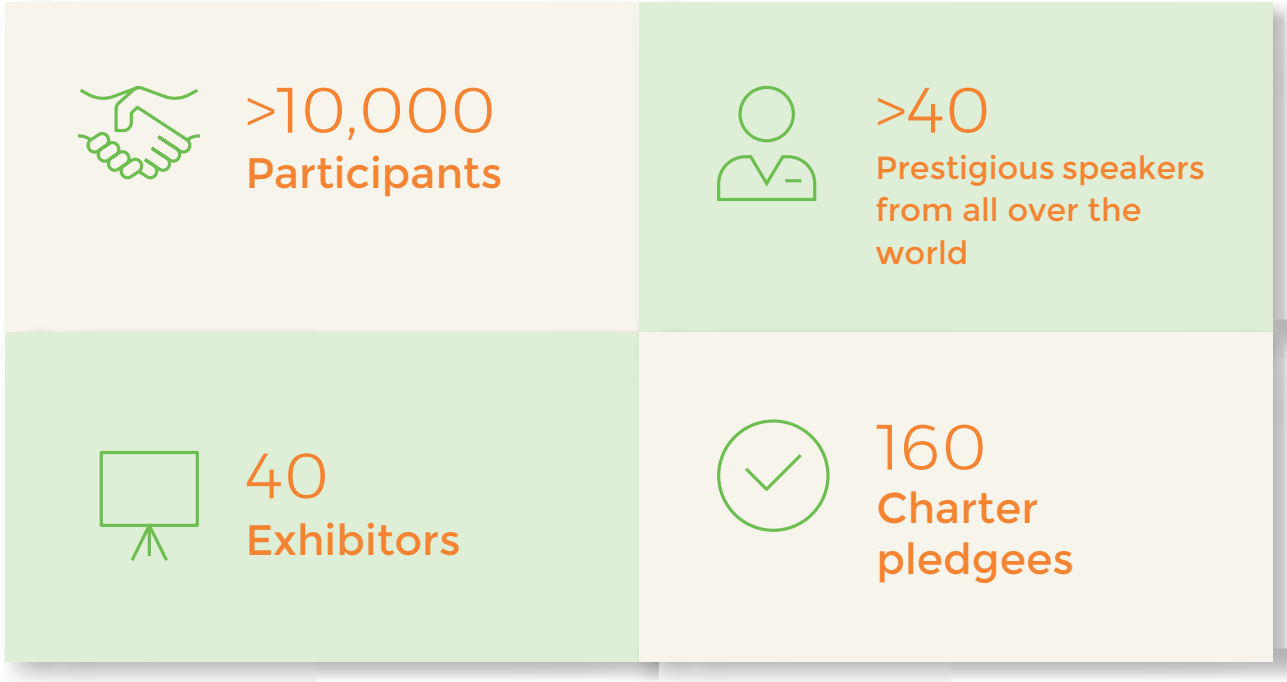 >10,000
Participants
>40
Prestigious speakers
from all over the
world
40
Exhibitors
160
Charter
pledgees